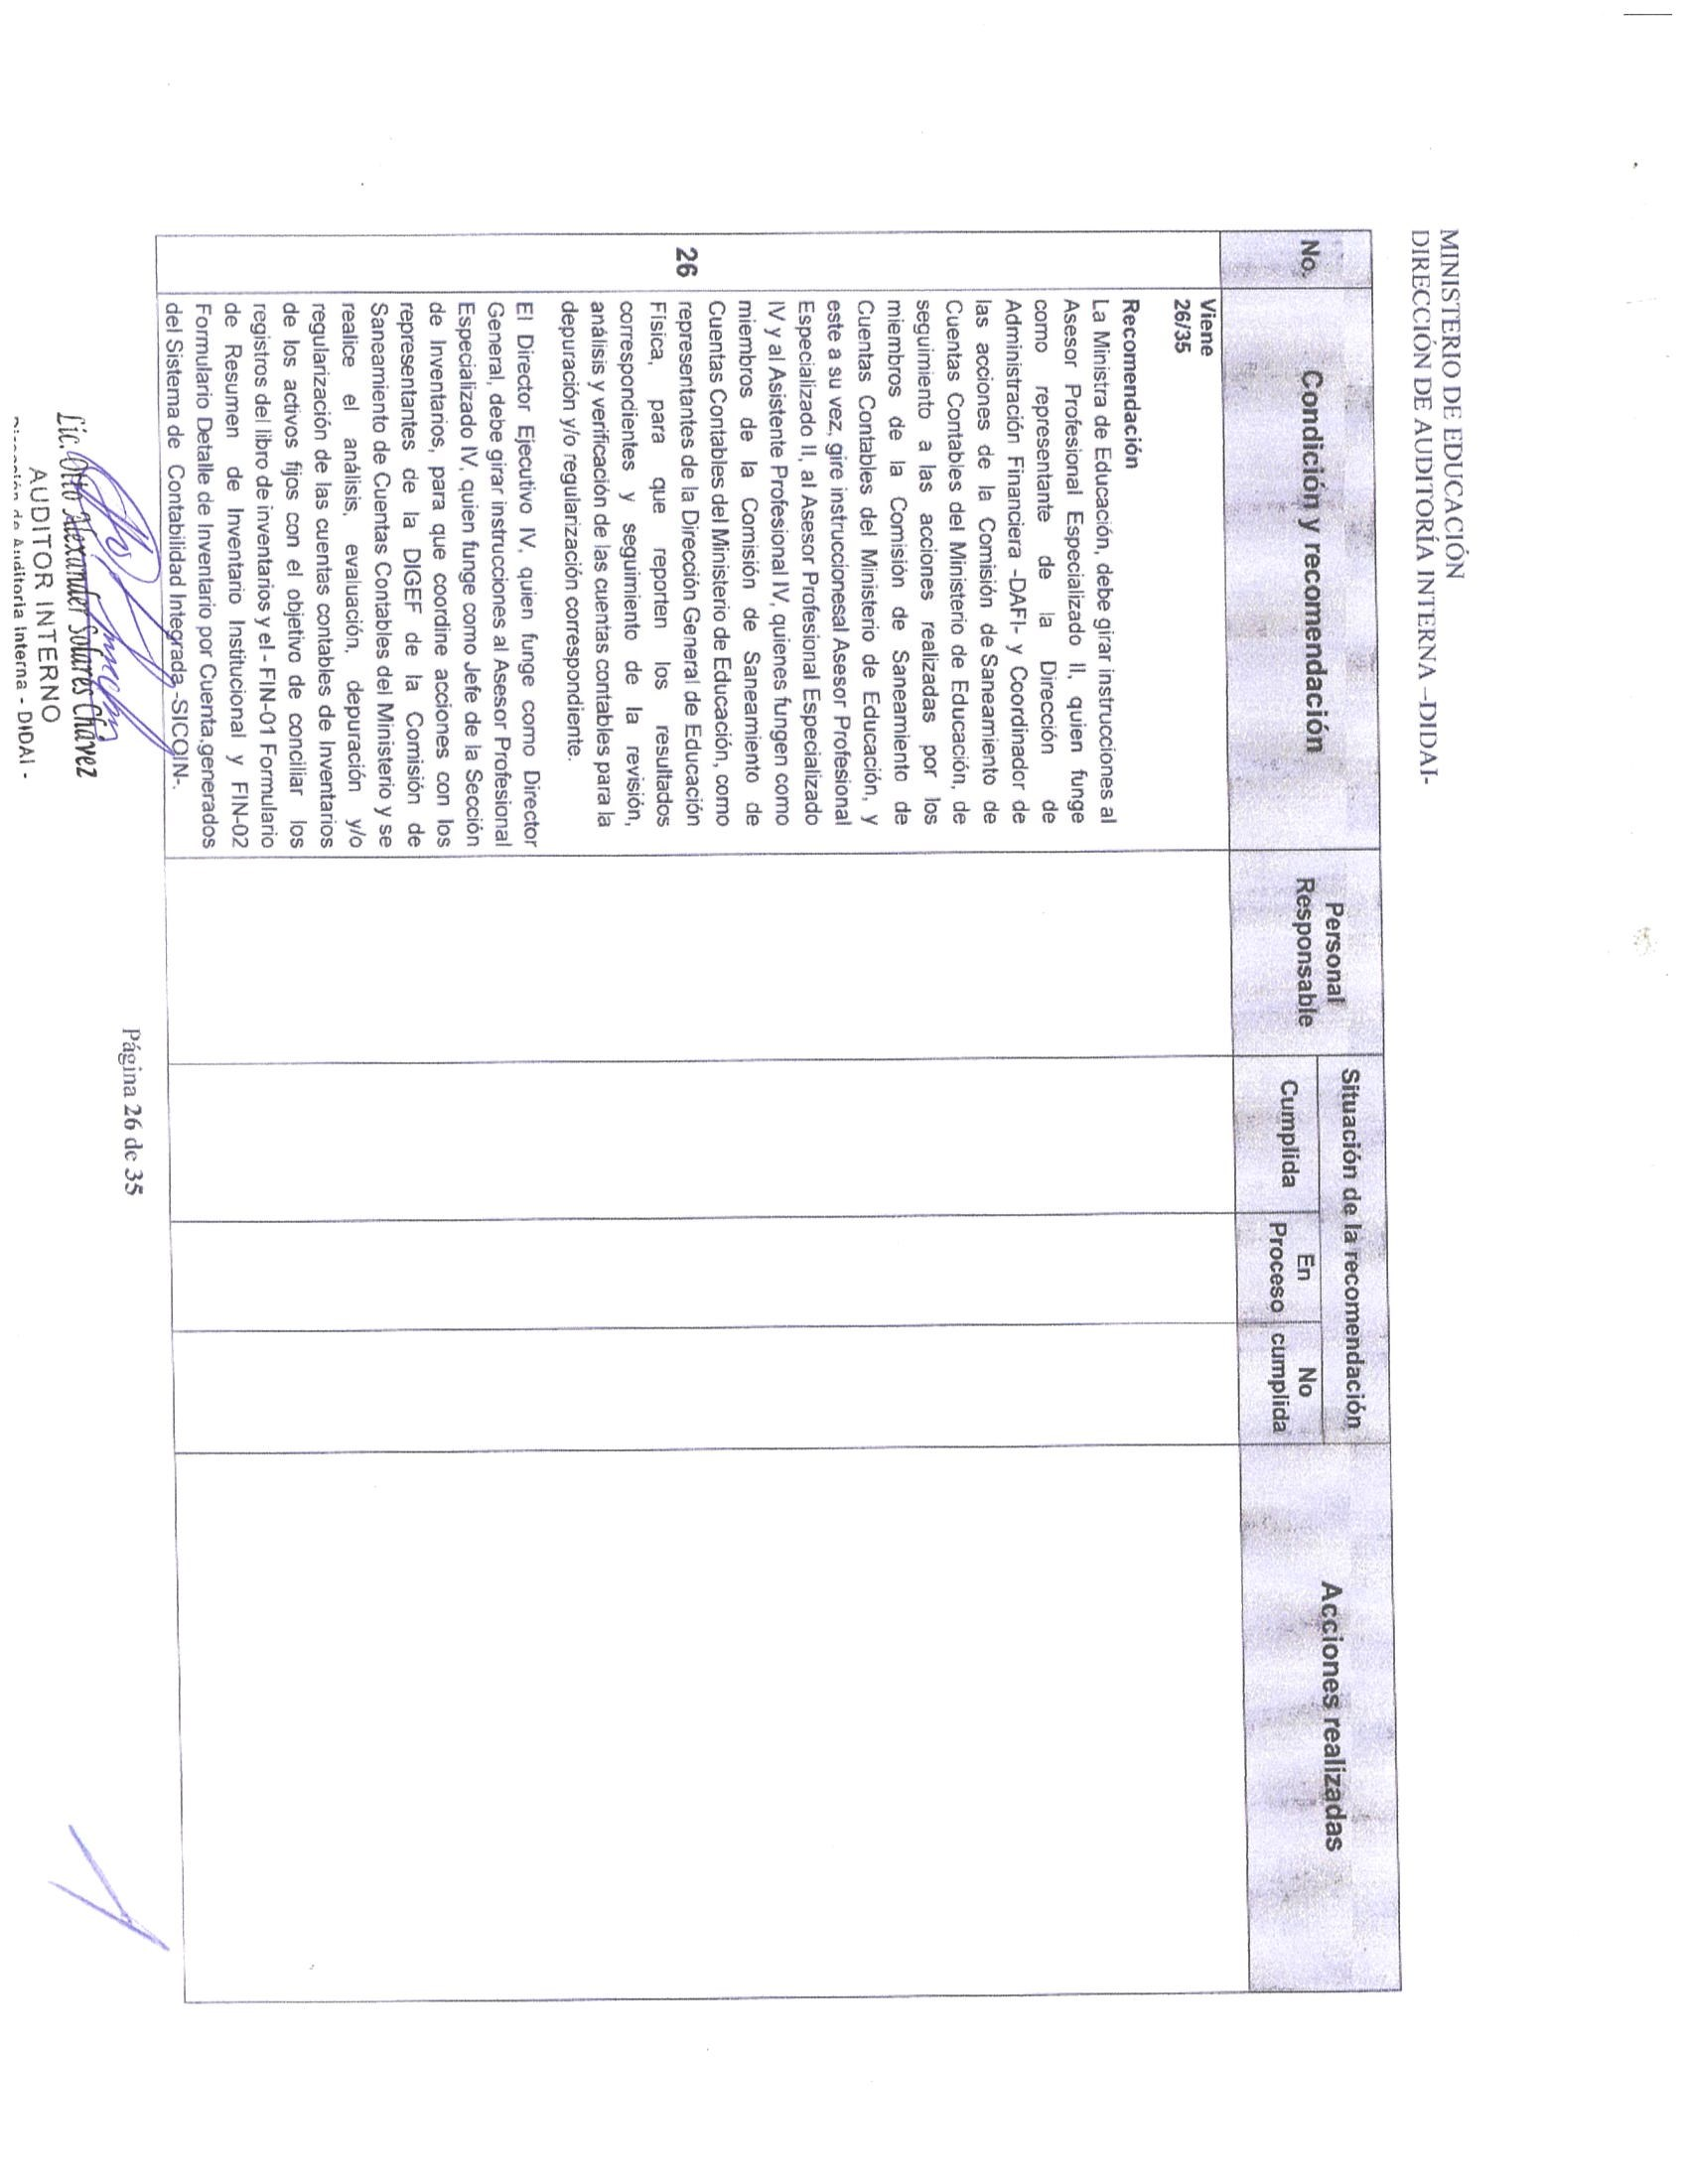 MINISTERIO DE EDUCACIÓN
DIRECCIÓN DE AUDITORÍA INTERNA –DIDAI-
No.
Condición y recomendación
Personal
Responsable
Situación de la recomendación
Cumplida
En
Proceso
No
cumplida
Acciones realizadas
Viene
26/35
Recomendación
La Ministra de Educación, debe girar instrucciones al
Asesor Profesional Especializado II, quien funge
como representante de la Dirección de
Administración Financiera -DAFI- y Coordinador de
las acciones de la Comisión de Saneamiento de
Cuentas Contables del Ministerio de Educación, de
seguimiento a las acciones realizadas por los
miembros de la Comisión de Saneamiento de
Cuentas Contables del Ministerio de Educación, y
este a su vez, gire instruccionesal Asesor Profesional
Especializado II, al Asesor Profesional Especializado
IV y al Asistente Profesional IV, quienes fungen como
miembros de la Comisión de Saneamiento de
Cuentas Contables del Ministerio de Educación, como
26
representantes de la Dirección General de Educación
Física, para que reporten los resultados
correspondientes y seguimiento de la revisión,
análisis y verificación de las cuentas contables para la
depuración y/o regularización correspondiente.
El Director Ejecutivo IV, quien funge como Director
General, debe girar instrucciones al Asesor Profesional
Especializado IV, quien funge como Jefe de la Sección
de Inventarios, para que coordine acciones con los
representantes de la DIGEF de la Comisión de
Saneamiento de Cuentas Contables del Ministerio y se
realice el análisis, evaluación, depuración y/o
regularización de las cuentas contables de Inventarios
de los activos fijos con el objetivo de conciliar los
registros del libro de inventarios y el - FIN-01 Formulario
de Resumen de Inventario Institucional y FIN-02
Formulario Detalle de Inventario por Cuenta,generados
del Sistema de Contabilidad Integrada -SICOIN-.
Página 26 de 35
Lic. Otto Alexander Solares Chávez
AUDITOR INTERNO
Dirección de Auditoria Interna - DIDAI -